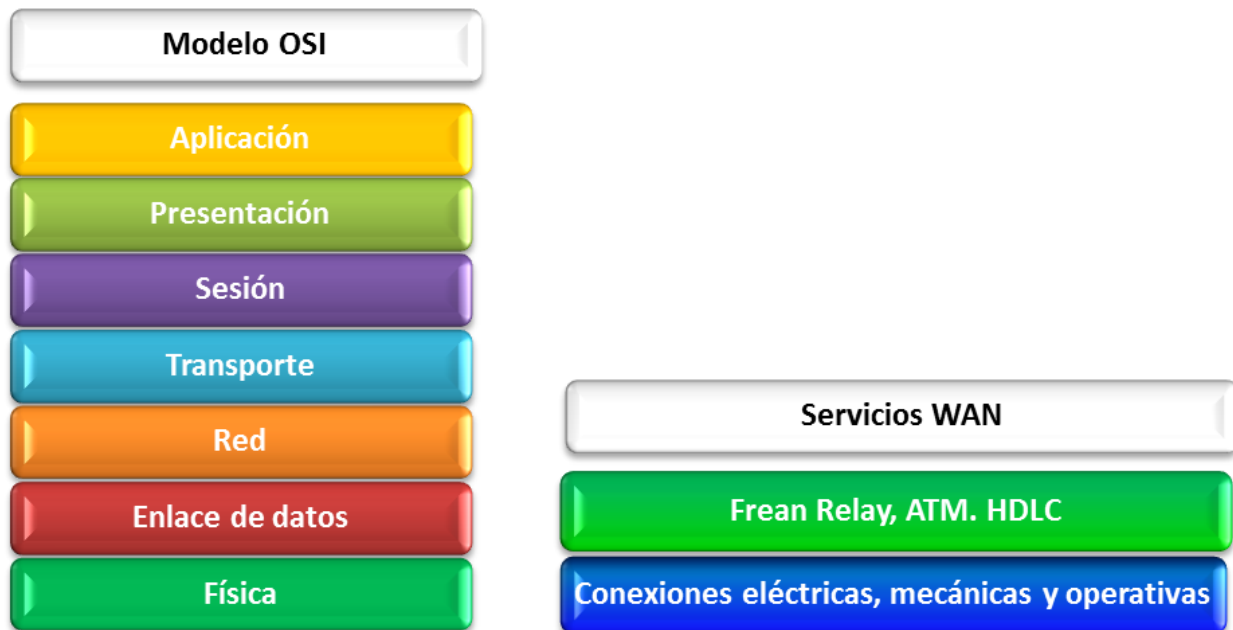 Modelo OSI
Aplicación
Presentación
Sesión
Transporte
Red
Enlace de datos
Física
Servicios WAN
Frean Relay, ATM. HDLC
Conexiones eléctricas, mecánicas y operativas